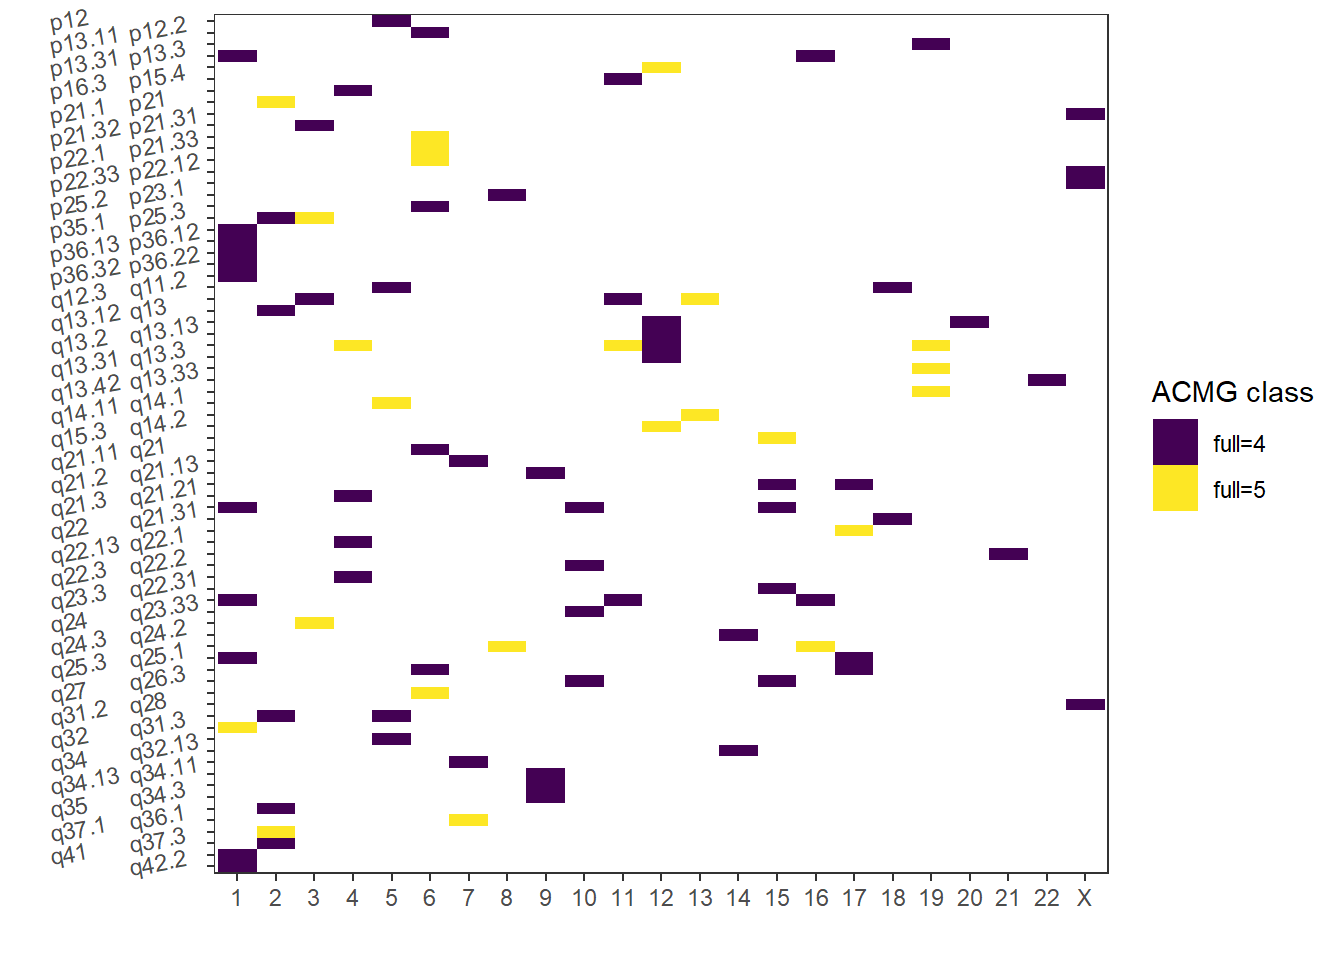 p12
p12.2
p13.11
p13.3
p13.31
p15.4
p16.3
p21
p21.1
p21.31
p21.32
p21.33
p22.1
p22.12
p22.33
p23.1
p25.2
p25.3
p35.1
p36.12
p36.13
p36.22
p36.32
q11.2
q12.3
q13
q13.12
q13.13
q13.2
q13.3
q13.31
q13.33
q13.42
q14.1
q14.11
q14.2
q15.3
q21
q21.11
q21.13
q21.2
q21.21
q21.3
q21.31
q22
q22.1
q22.13
q22.2
q22.3
q22.31
q23.3
q23.33
q24
q24.2
q24.3
q25.1
q25.3
q26.3
q27
q28
q31.2
q31.3
q32
q32.13
q34
q34.11
q34.13
q34.3
q35
q36.1
q37.1
q37.3
q41
q42.2
1 2 3 4 5 6 7 8 9 10 11 12 13 14 15 16 17 18 19 20 21 22 X
ACMG class
full=4
full=5